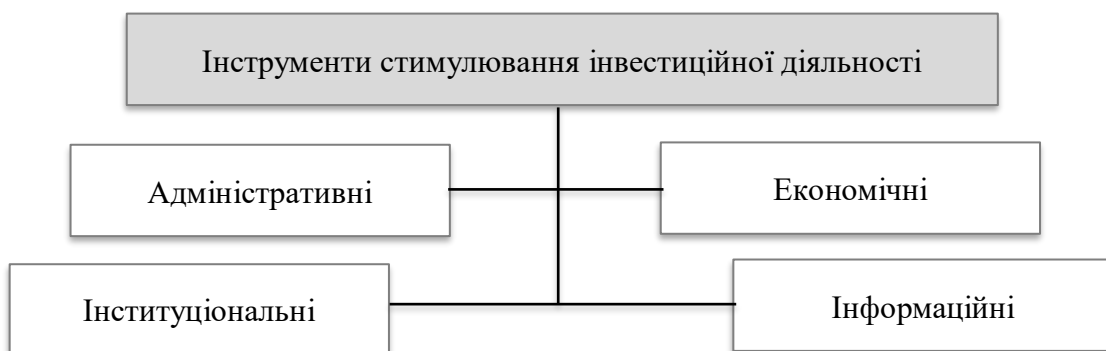 Інструменти стимулювання інвестиційної діяльності
Адміністративні
Економічні
Інституціональні
Інформаційні